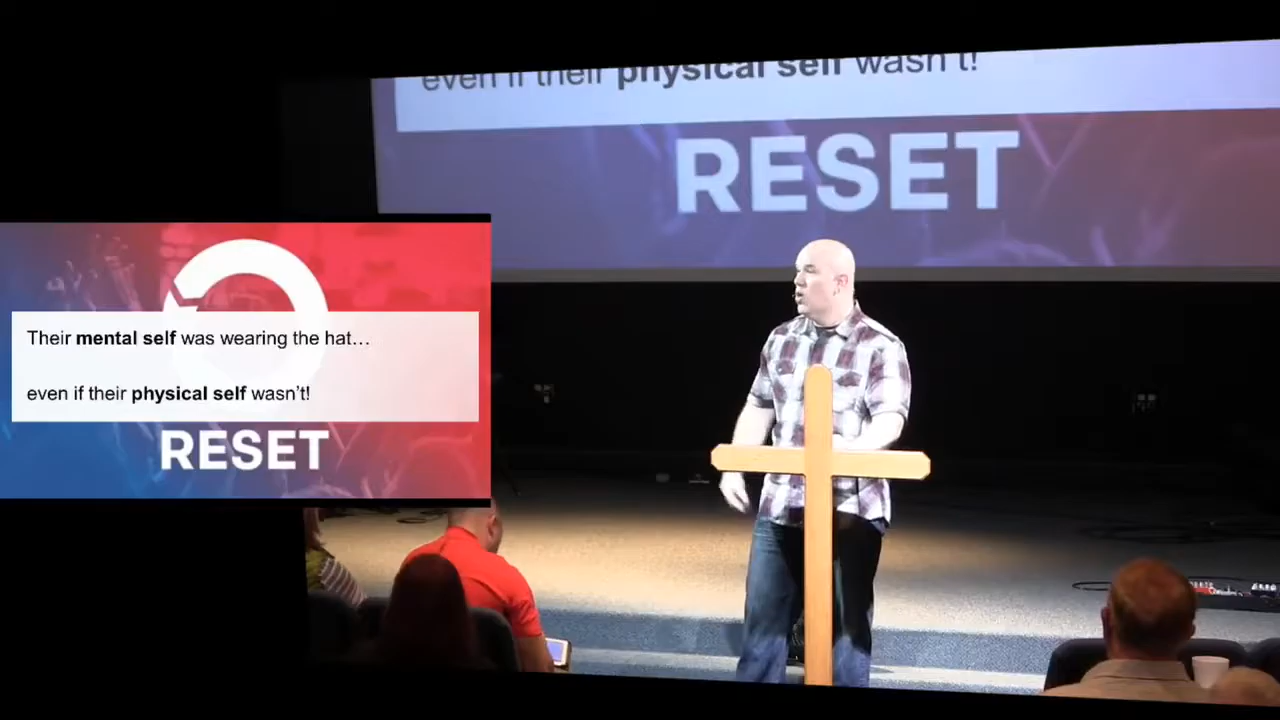 even if their physical self wasn't!
RESET
Their mental self was wearing the hat…
even if their physical self wasn't!
RESET